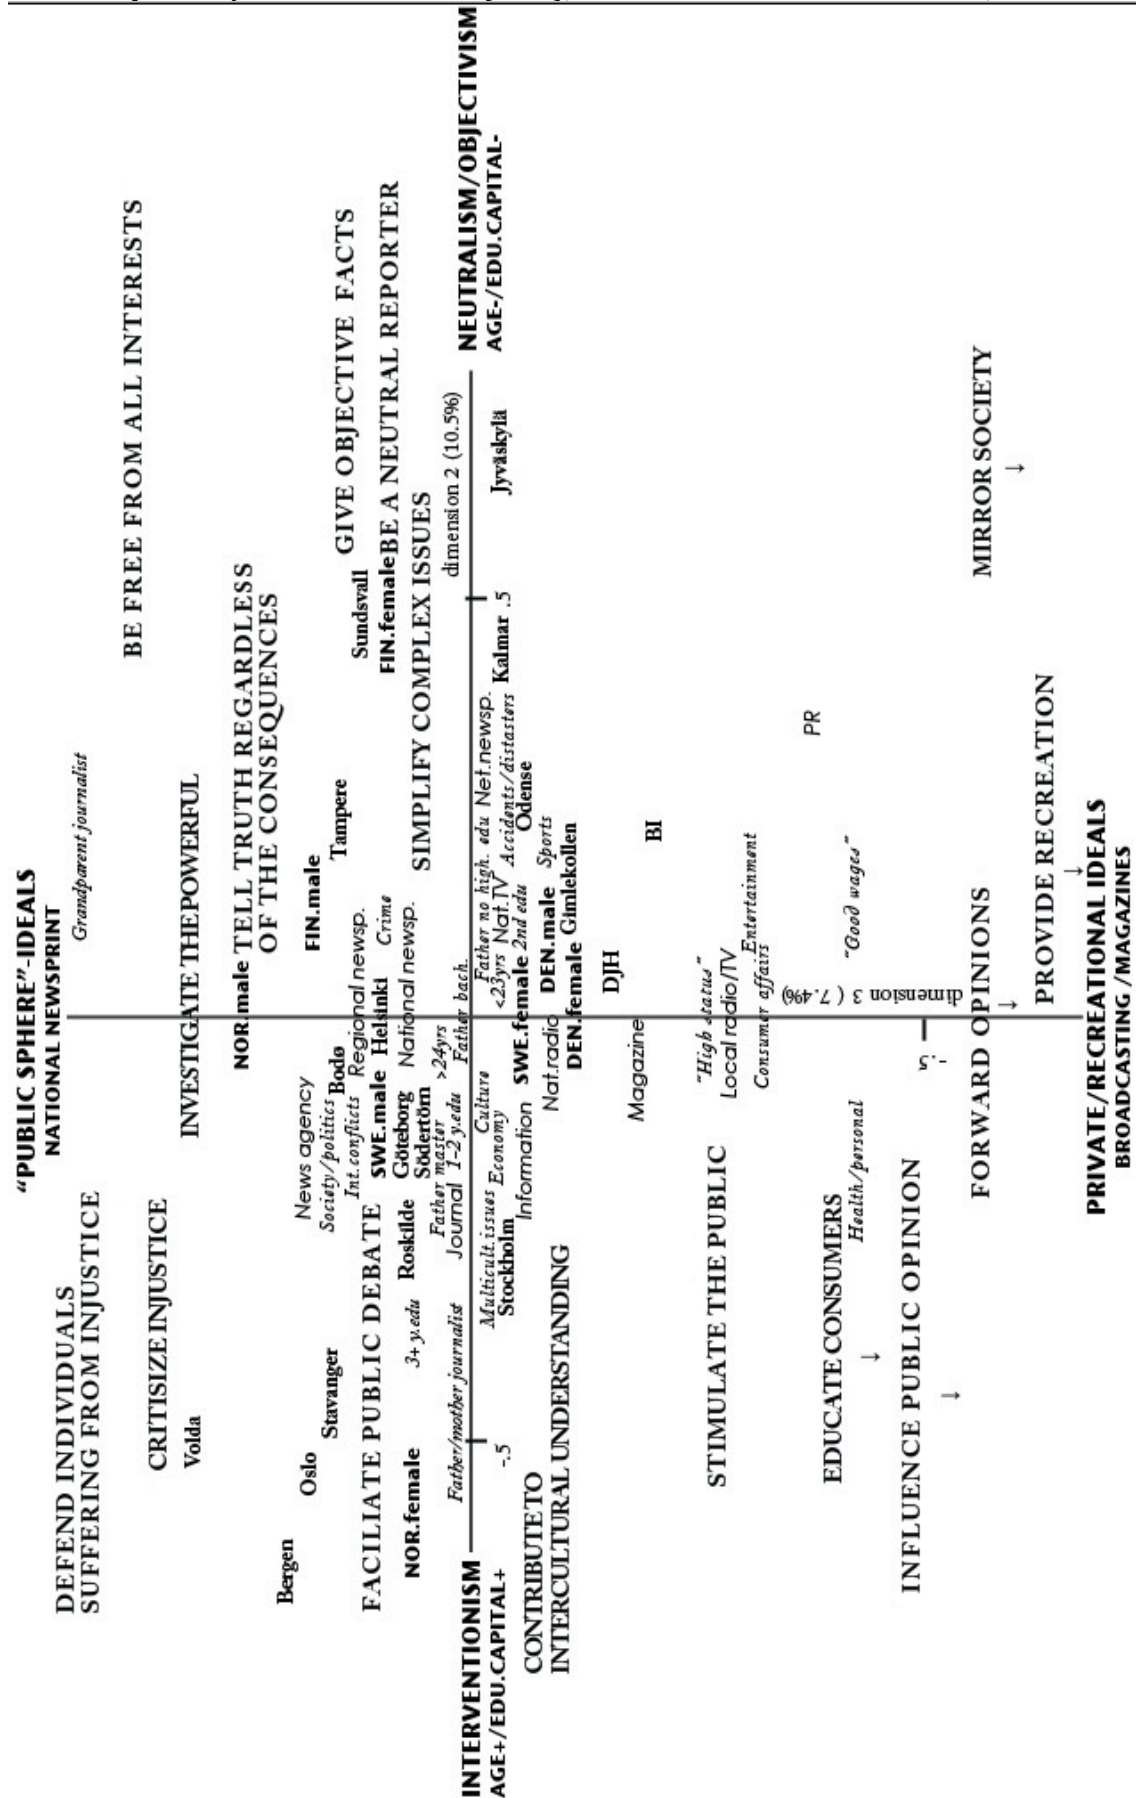 “PUBLIC SPHERE”-IDEALS
NATIONAL NEWSPRINT
DEFEND INDIVIDUALS
SUFFERING FROM INJUSTICE
Grandparent journalist
BE FREE FROM ALL INTERESTS
CRITISIZE INJUSTICE
Volda
INVESTIGATE THE POWERFUL
NOR.male
TELL TRUTH REGARDLESS
OF THE CONSEQUENCES
Bergen
Oslo
Stavanger
News agency
Society/politics
Bodø
Int.conflicts
Regional newsp.
FIN.male
Tampere
GIVE OBJECTIVE FACTS
Sundsvall
FACILIATE PUBLIC DEBATE
SWE.male
Helsinki
Crime
FIN.female
BE A NEUTRAL REPORTER
NOR.female
3+ y.edu
Roskilde
Göteborg
Södertörn
National newsp.
SIMPLIFY COMPLEX ISSUES
Father master
>24yrs
Journal
1-2 y.edu
Father bach.
Father/mother journalist
dimension 2 (10.5%)
INTERVENTIONISM
AGE+/EDU.CAPITAL+
NEUTRALISM/OBJECTIVISM
AGE-/EDU.CAPITAL-
-.5
.5
Multicult.issues
Culture
Economy
Stockholm
Father no high. edu
Net.newsp.
<23yrs
Nat.TV
Accidents/distasters
Kalmar
Jyväskylä
CONTRIBUTE TO
INTERCULTURAL UNDERSTANDING
Information
SWE.female
2nd edu
Odense
Nat.radio
DEN.male
Sports
DEN.female
Gimlekollen
DJH
Magazine
BI
STIMULATE THE PUBLIC
“High status”
Local radio/TV
Entertainment
Consumer affairs
dimension 3 ( 7.4%)
PR
EDUCATE CONSUMERS
↓
Health/personal
“Good wages”
INFLUENCE PUBLIC OPINION
↓
-.5
FORWARD OPINIONS
↓
MIRROR SOCIETY
↓
PROVIDE RECREATION
↓
PRIVATE/RECREATIONAL IDEALS
BROADCASTING /MAGAZINES